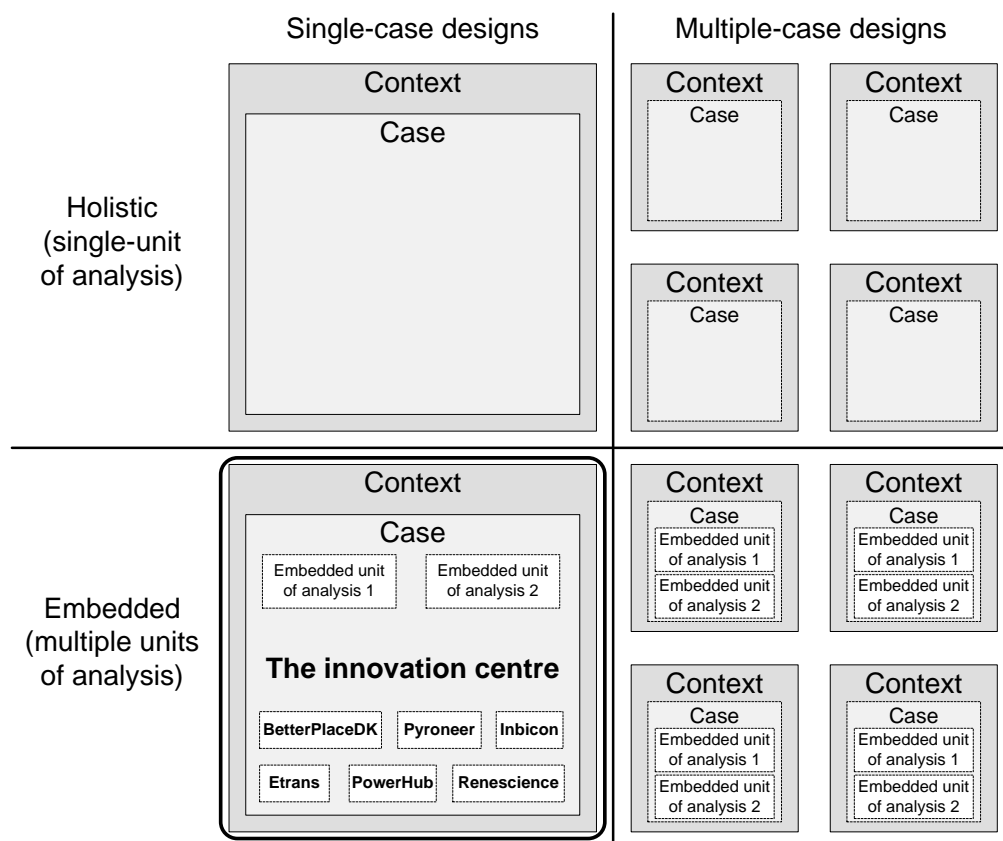 Single-case designs
Multiple-case designs
Holistic
(single-unit
of analysis)
Context
Case
Context
Case
Context
Case
Context
Case
Context
Case
Embedded
(multiple units
of analysis)
Context
Case
Embedded unit
of analysis 1
Embedded unit
of analysis 2
The innovation centre
BetterPlaceDK
Pyroneer
Inbicon
Etrans
PowerHub
Renescience
Context
Case
Embedded unit
of analysis 1
Embedded unit
of analysis 2
Context
Case
Embedded unit
of analysis 1
Embedded unit
of analysis 2
Context
Case
Embedded unit
of analysis 1
Embedded unit
of analysis 2
Context
Case
Embedded unit
of analysis 1
Embedded unit
of analysis 2